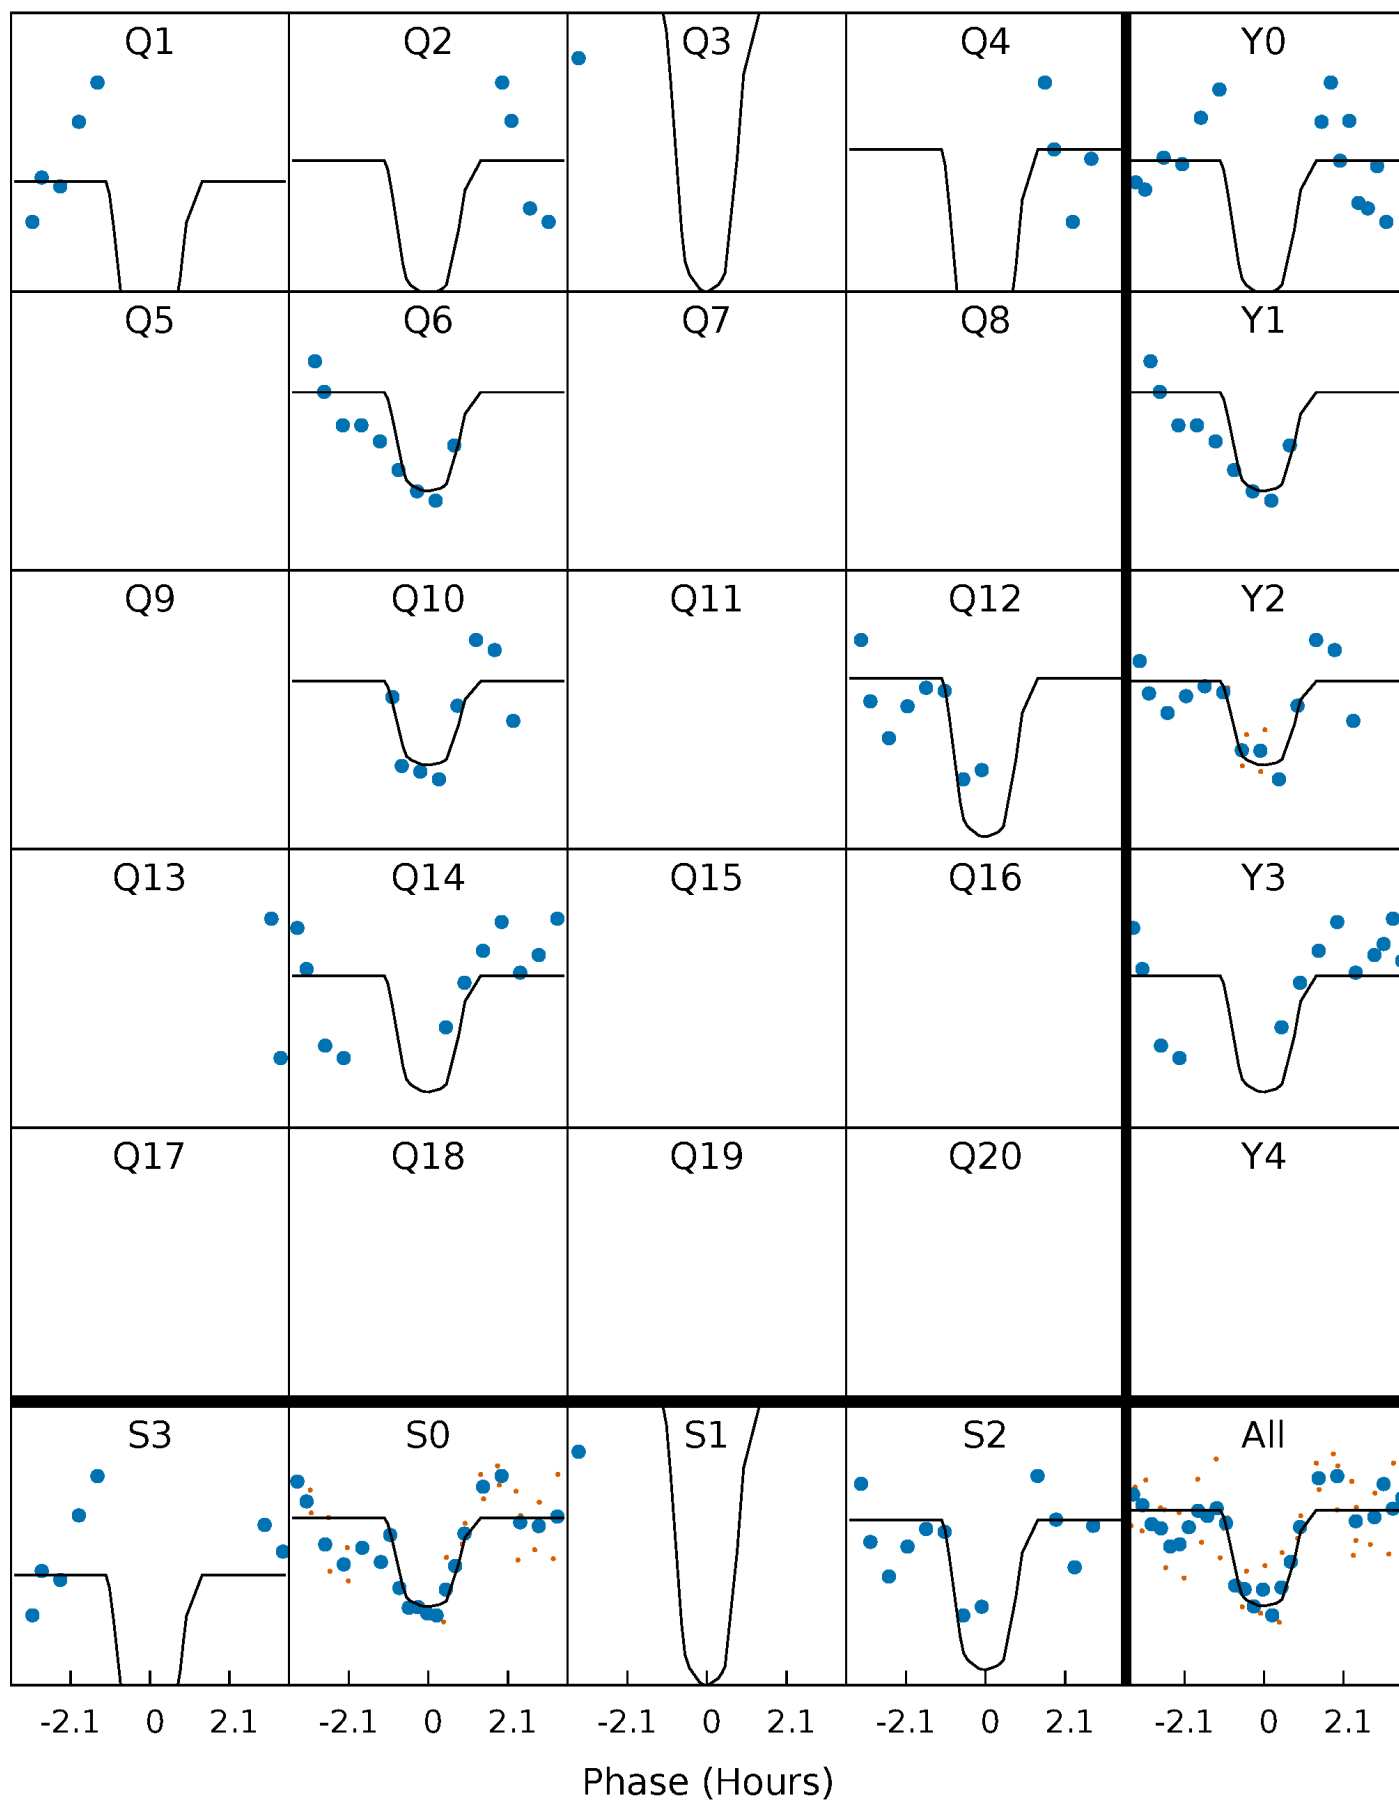 Q1 Q2 Q3 Q4 Y0
Q5 Q6 Q7 Q8 Y1
Q9 Q10 Q11 Q12 Y2
Q13 Q14 Q15 Q16 Y3
Q17 Q18 Q19 Q20 Y4
S3 S0 S1 S2 All
-2.1 0 2.1 -2.1 0 2.1 -2.1 0 2.1 -2.1 0 2.1 -2.1 0 2.1
Phase (Hours)